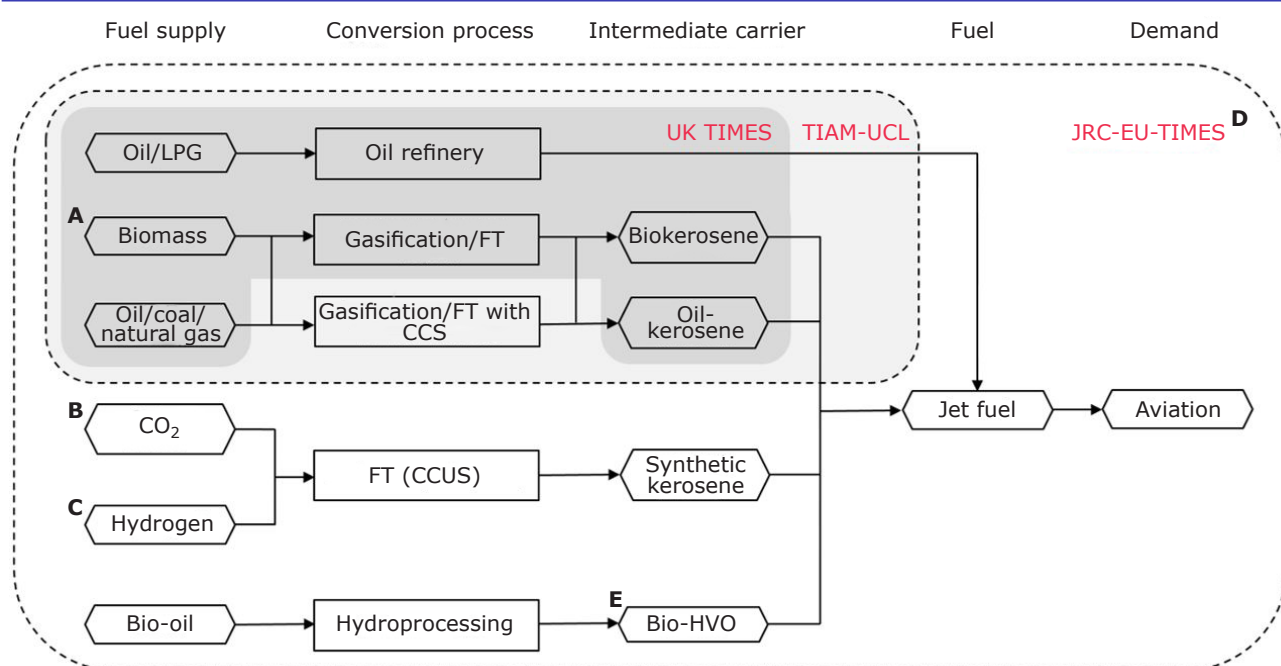 Fuel supply Conversion process Intermediate carrier Fuel Demand
UK TIMES TIAM-UCL JRC-EU-TIMES D
Oil/LPG Oil refinery
A Biomass Gasification/FT Biokerosene
Oil/coal/
natural gas
Gasification/FT with
CCS
Oil-
kerosene
B CO₂
Jet fuel Aviation
FT (CCUS)
Synthetic
kerosene
C Hydrogen
Bio-oil Hydroprocessing E Bio-HVO